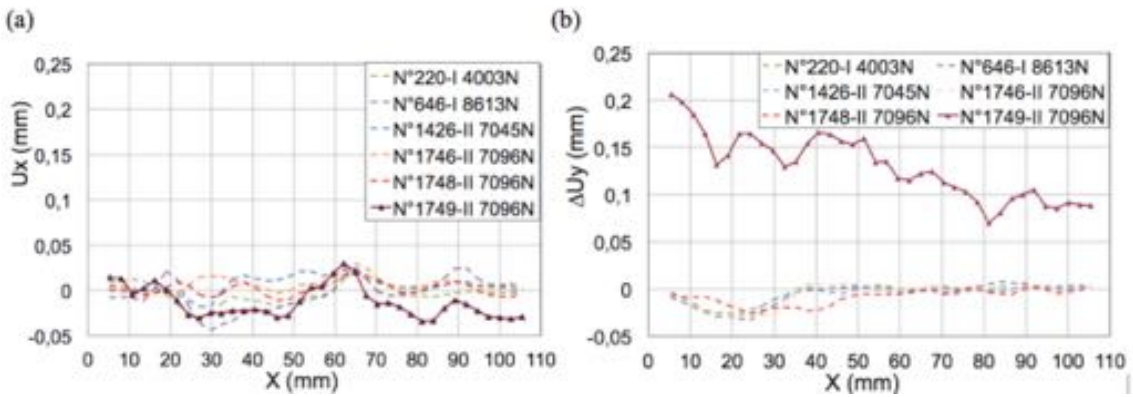 (a)
0,25
0,2
0,15
0,1
0,05
0
-0,05
Ux (mm)
N°220-I 4003N
N°646-I 8613N
N°1426-II 7045N
N°1746-II 7096N
N°1748-II 7096N
N°1749-II 7096N
0 10 20 30 40 50 60 70 80 90 100 110
X (mm)
(b)
0,25
0,2
0,15
0,1
0,05
0
-0,05
ΔUy (mm)
N°220-I 4003N N°646-I 8613N
N°1426-II 7045N N°1746-II 7096N
N°1748-II 7096N N°1749-II 7096N
0 10 20 30 40 50 60 70 80 90 100 110
X (mm)